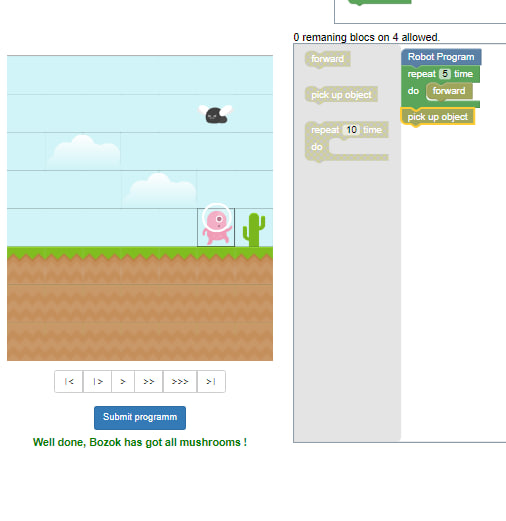 0 remaning blocs on 4 allowed.
forward
pick up object
repeat 10 time
do
Robot Program
repeat 5 time
do forward
pick up object
|< |> > >> >>> >|
Submit programm
Well done, Bozok has got all mushrooms !